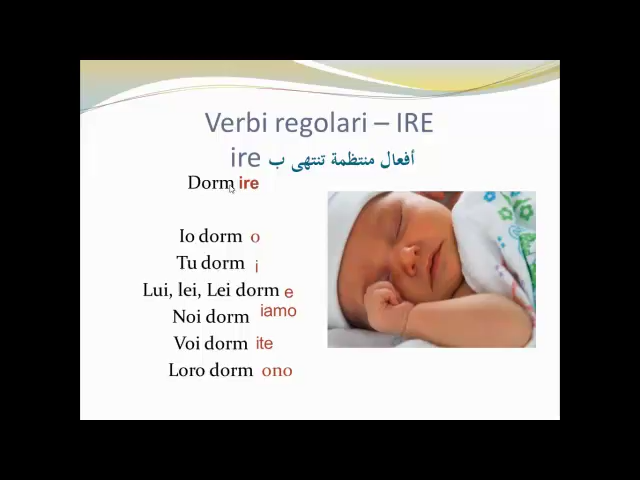 Verbi regolari – IRE
أفعال منتظمة تنتهى ب ire
Dorm ire
Io dorm o
Tu dorm i
Lui, lei, Lei dorm e
Noi dorm iamo
Voi dorm ite
Loro dorm ono